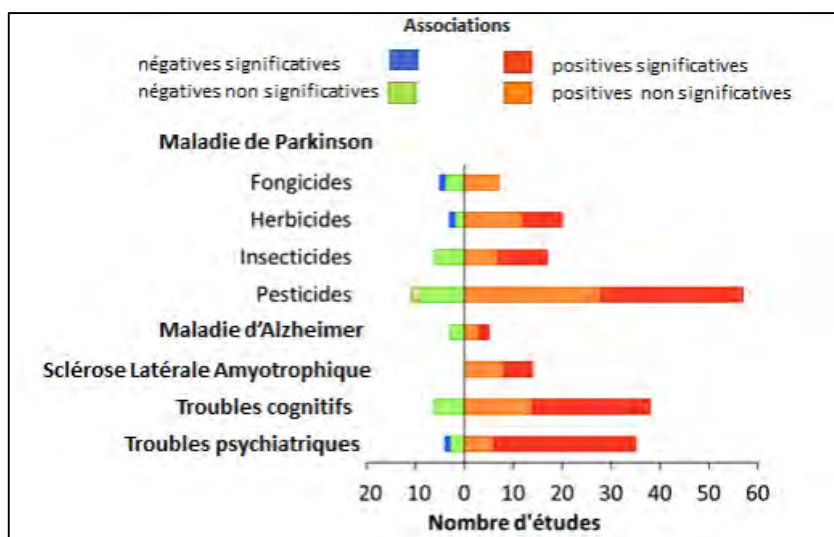 Associations
négatives significatives
positives significatives
négatives non significatives
positives non significatives
Maladie de Parkinson
Fongicides
Herbicides
Insecticides
Pesticides
Maladie d'Alzheimer
Sclérose Latérale Amyotrophique
Troubles cognitifs
Troubles psychiatriques
20 10 0 10 20 30 40 50 60
Nombre d'études